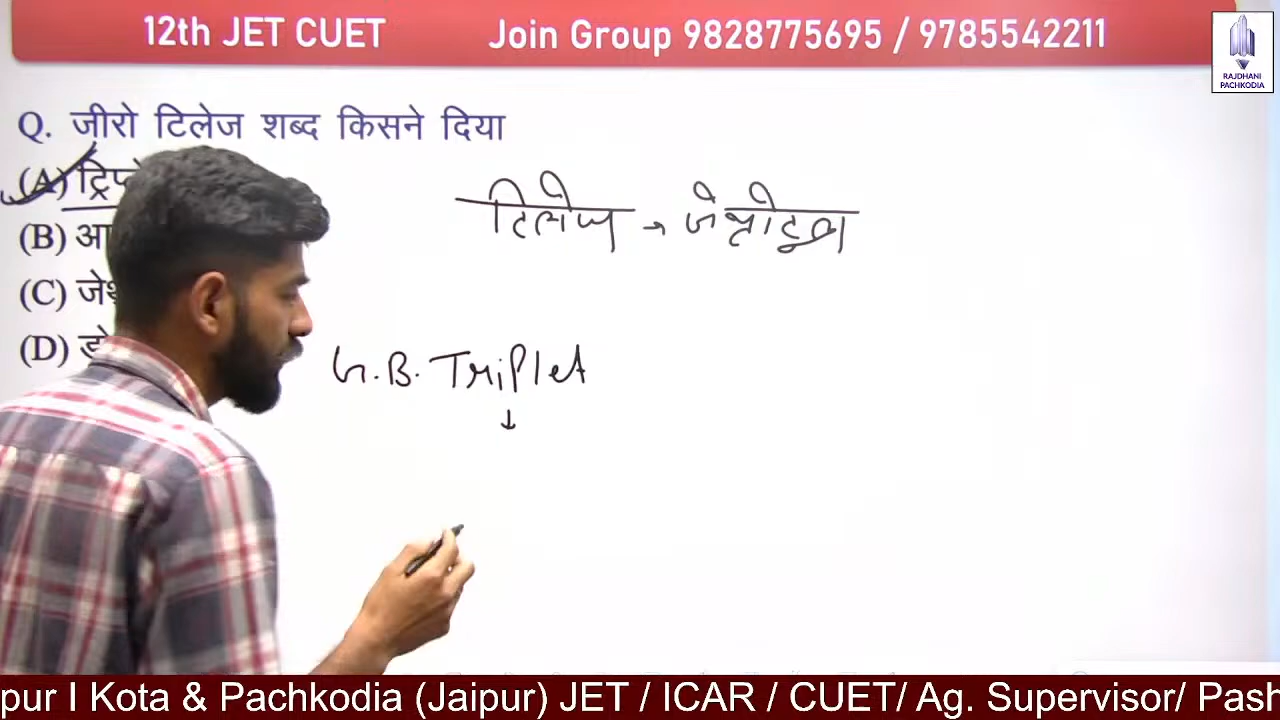 12th JET CUET Join Group 9828775695 / 9785542211
RAJDHANI
PACHKODIA
Q. ज़ीरो टिलेज शब्द किसने दिया
(A) ट्रिप्
(B) आ
(C) जे
(D) डो
टिलेज → जेथ्रोटुल
G.B. Triplet
↓
pur I Kota & Pachkodia (Jaipur) JET / ICAR / CUET/ Ag. Supervisor/ Pash